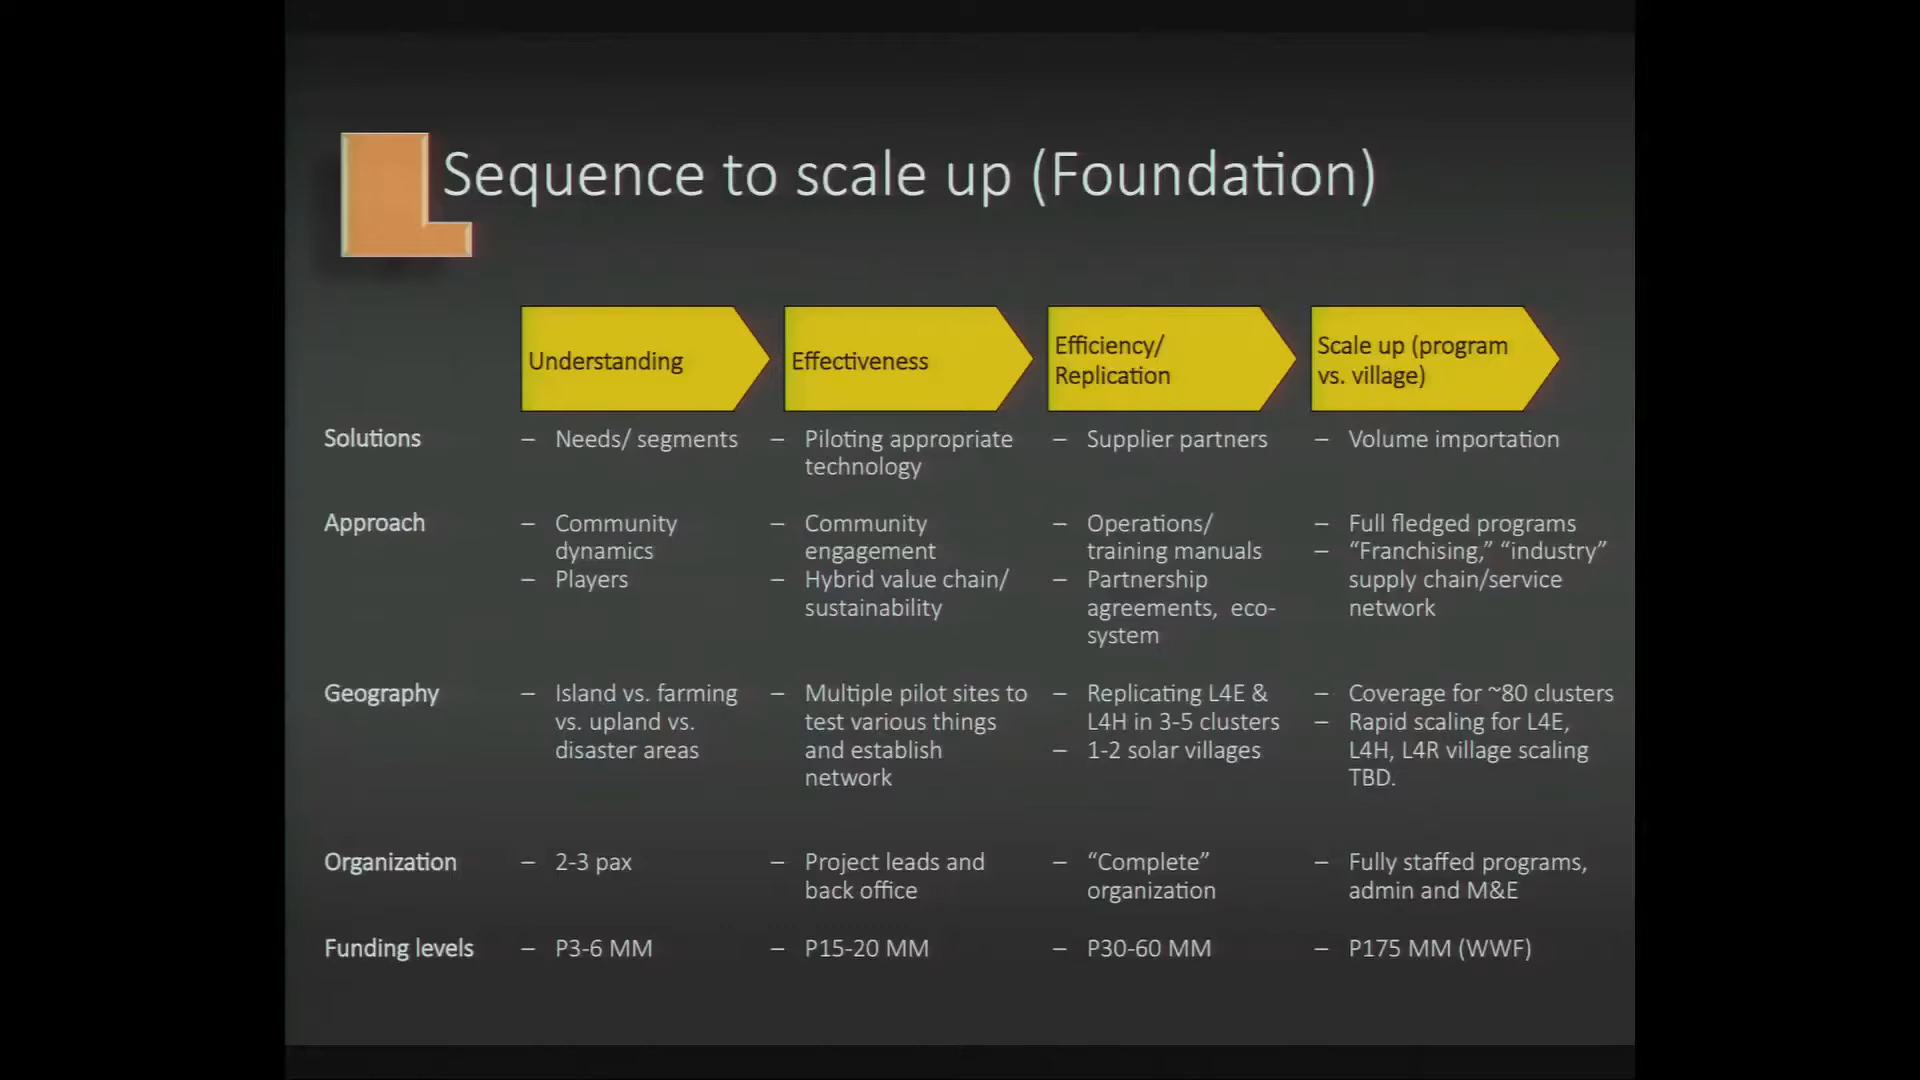 Sequence to scale up (Foundation)
Understanding
Effectiveness
Efficiency/
Replication
Scale up (program
vs. village)
Solutions
– Needs/ segments
– Piloting appropriate
technology
– Supplier partners
– Volume importation
Approach
– Community
dynamics
– Players
– Community
engagement
– Hybrid value chain/
sustainability
– Operations/
training manuals
– Partnership
agreements, eco-
system
– Full fledged programs
– “Franchising,” “industry”
supply chain/service
network
Geography
– Island vs. farming
vs. upland vs.
disaster areas
– Multiple pilot sites to
test various things
and establish
network
– Replicating L4E &
L4H in 3-5 clusters
– 1-2 solar villages
– Coverage for ~80 clusters
– Rapid scaling for L4E,
L4H, L4R village scaling
TBD.
Organization
– 2-3 pax
– Project leads and
back office
– “Complete”
organization
– Fully staffed programs,
admin and M&E
Funding levels
– P3-6 MM
– P15-20 MM
– P30-60 MM
– P175 MM (WWF)